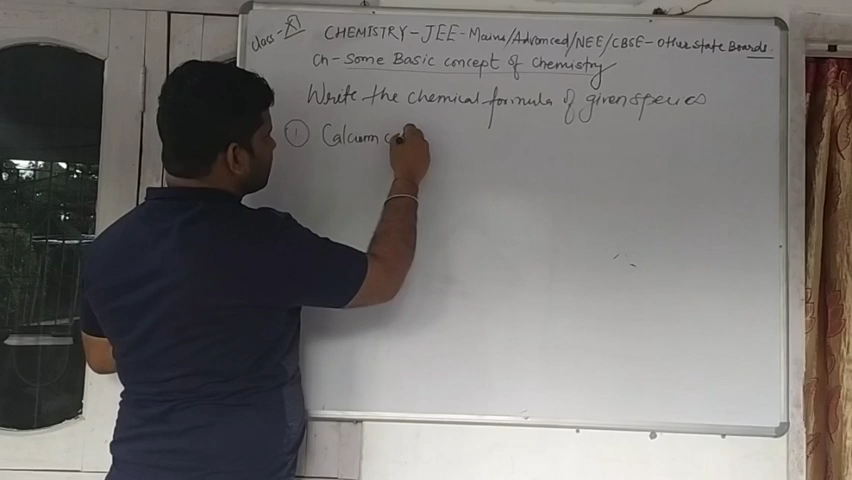 Class - XI
CHEMISTRY - JEE - Mains/Advanced/NEE/CBSE - Other state Boards.
Ch - Some Basic concept of Chemistry
Write the chemical formula of given species
① Calcium